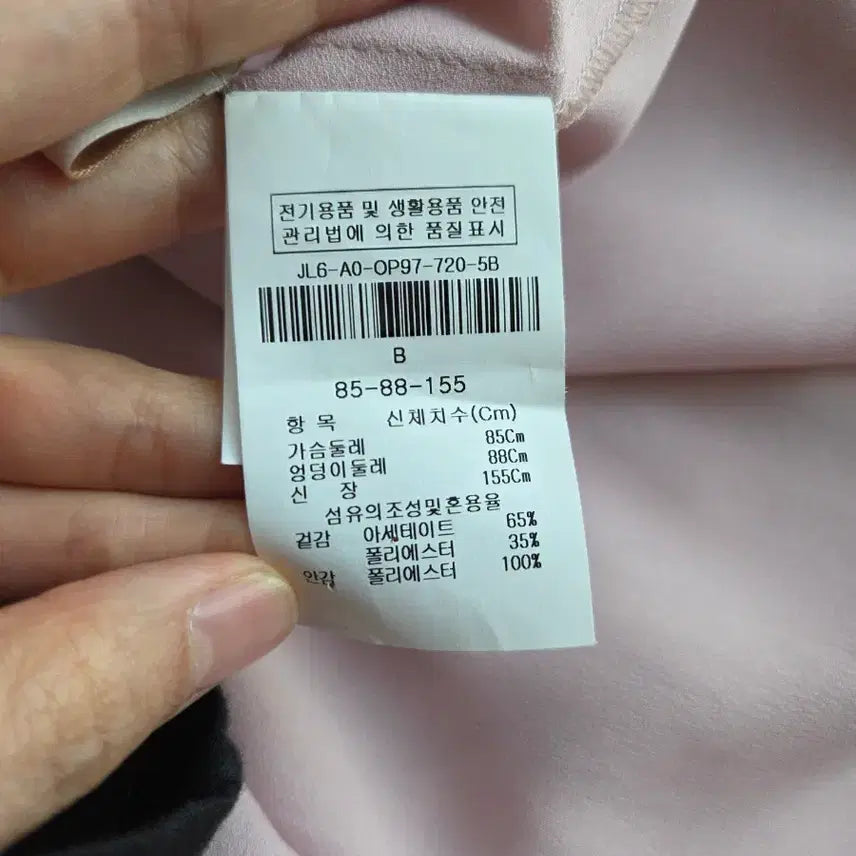 전기용품 및 생활용품 안전
관리법에 의한 품질표시
JL6-A0-OP97-720-5B
B
85-88-155
항 목 신체치수(Cm)
가슴둘레 85Cm
엉덩이둘레 88Cm
신 장 155Cm
섬유의조성및혼용율
겉감 아세테이트 65%
폴리에스터 35%
안감 폴리에스터 100%